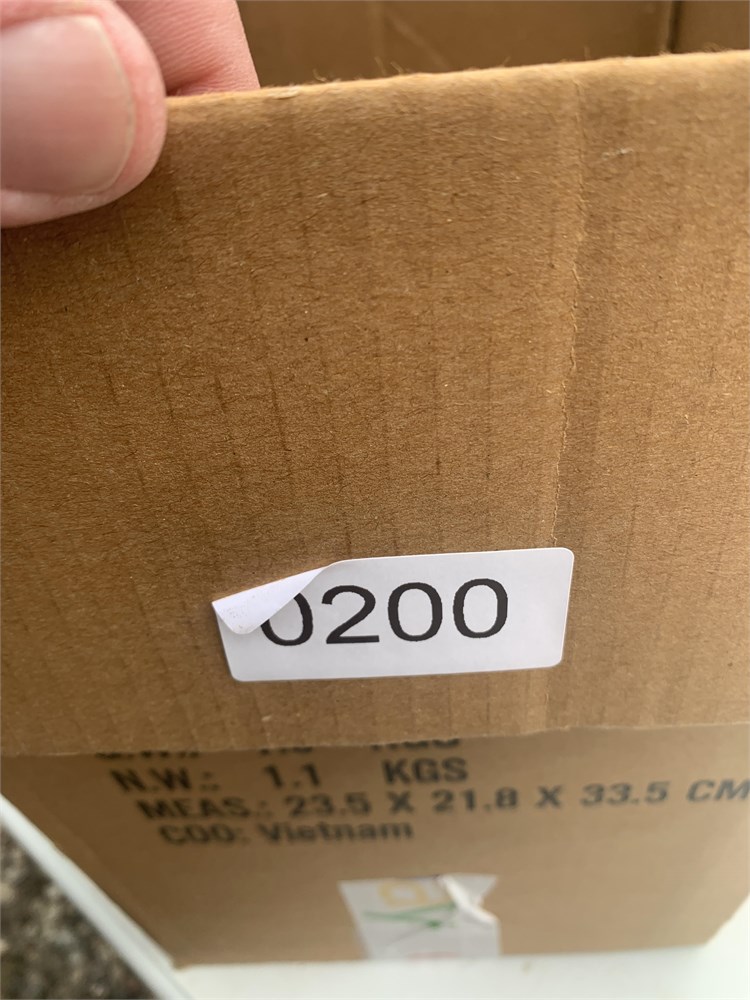 0200
N.W.: 1.1 KGS
MEAS.: 23.5 X 21.8 X 33.5 CM
COO: Vietnam